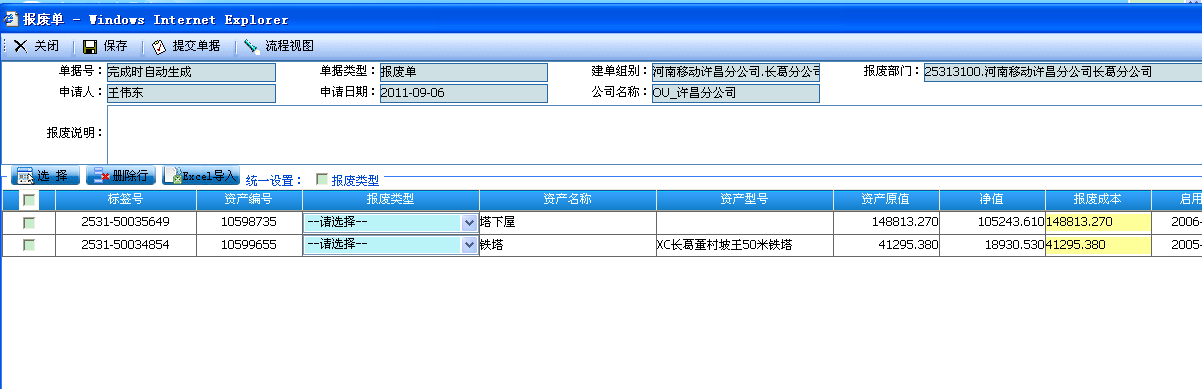 报废单 - Windows Internet Explorer
关闭 保存 提交单据 流程视图
单据号： 完成时自动生成 单据类型： 报废单 建单组别： 河南移动许昌分公司.长葛分公司 报废部门： 25313100.河南移动许昌分公司长葛分公司
申请人： 王伟东 申请日期： 2011-09-06 公司名称： OU_许昌分公司
报废说明：
选 择 删除行 Excel导入 统一设置： 报废类型
标签号 资产编号 报废类型 资产名称 资产型号 资产原值 净值 报废成本 启用
2531-50035649 10598735 --请选择-- 塔下屋 148813.270 105243.610 148813.270 2006-
2531-50034854 10599655 --请选择-- 铁塔 XC长葛董村坡王50米铁塔 41295.380 18930.530 41295.380 2005-